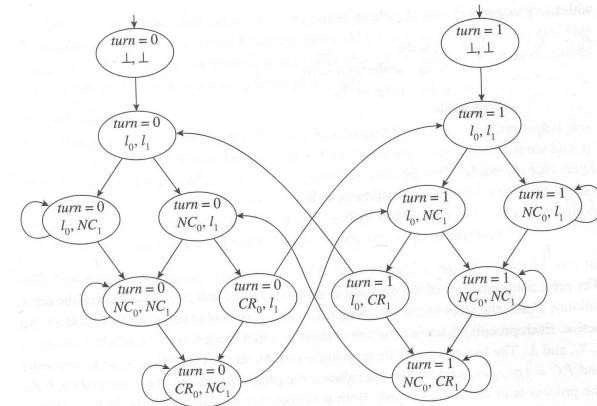 turn = 0
⊥, ⊥
turn = 1
⊥, ⊥
turn = 0
l₀, l₁
turn = 1
l₀, l₁
turn = 0
l₀, NC₁
turn = 0
NC₀, l₁
turn = 1
l₀, NC₁
turn = 1
NC₀, l₁
turn = 0
NC₀, NC₁
turn = 0
CR₀, l₁
turn = 1
l₀, CR₁
turn = 1
NC₀, NC₁
turn = 0
CR₀, NC₁
turn = 1
NC₀, CR₁